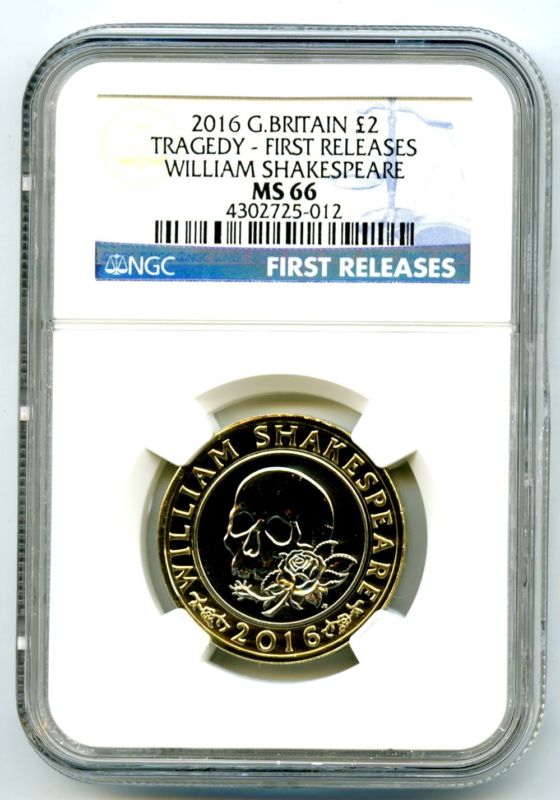 2016 G.BRITAIN £2
TRAGEDY - FIRST RELEASES
WILLIAM SHAKESPEARE
MS 66
4302725-012
NGC
FIRST RELEASES
WILLIAM SHAKESPEARE
2016